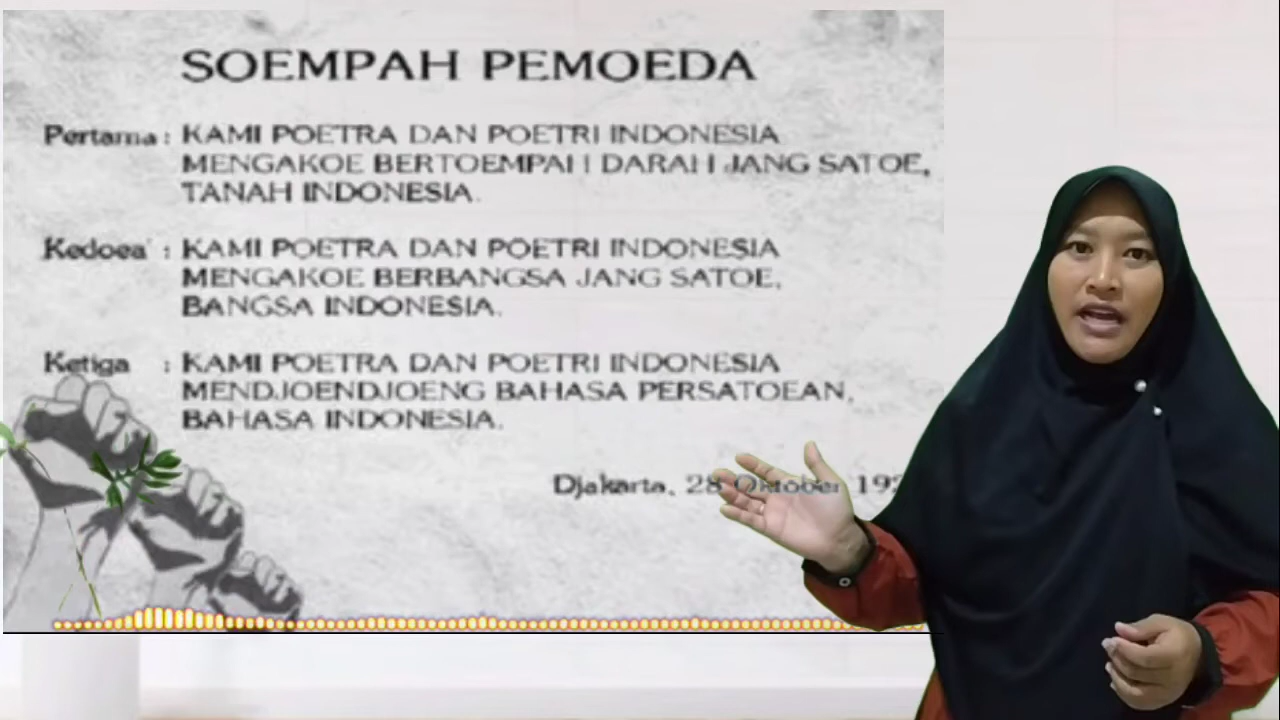 SOEMPAH PEMOEDA
Pertama : KAMI POETRA DAN POETRI INDONESIA
MENGAKOE BERTOEMPAH DARAH JANG SATOE,
TANAH INDONESIA.
Kedoea : KAMI POETRA DAN POETRI INDONESIA
MENGAKOE BERBANGSA JANG SATOE,
BANGSA INDONESIA.
Ketiga : KAMI POETRA DAN POETRI INDONESIA
MENDJOENDJOENG BAHASA PERSATOEAN,
BAHASA INDONESIA.
Djakarta, 28 Oktober